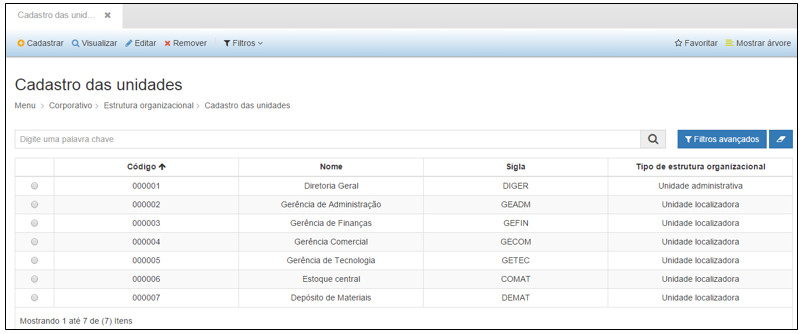 Cadastro das unid... ✖
Cadastrar Visualizar Editar Remover Filtros Favoritar Mostrar árvore
Cadastro das unidades
Menu > Corporativo > Estrutura organizacional > Cadastro das unidades
Digite uma palavra chave Filtros avançados
Código Nome Sigla Tipo de estrutura organizacional
000001 Diretoria Geral DIGER Unidade administrativa
000002 Gerência de Administração GEADM Unidade localizadora
000003 Gerência de Finanças GEFIN Unidade localizadora
000004 Gerência Comercial GECOM Unidade localizadora
000005 Gerência de Tecnologia GETEC Unidade localizadora
000006 Estoque central COMAT Unidade localizadora
000007 Depósito de Materiais DEMAT Unidade localizadora
Mostrando 1 até 7 de (7) Itens